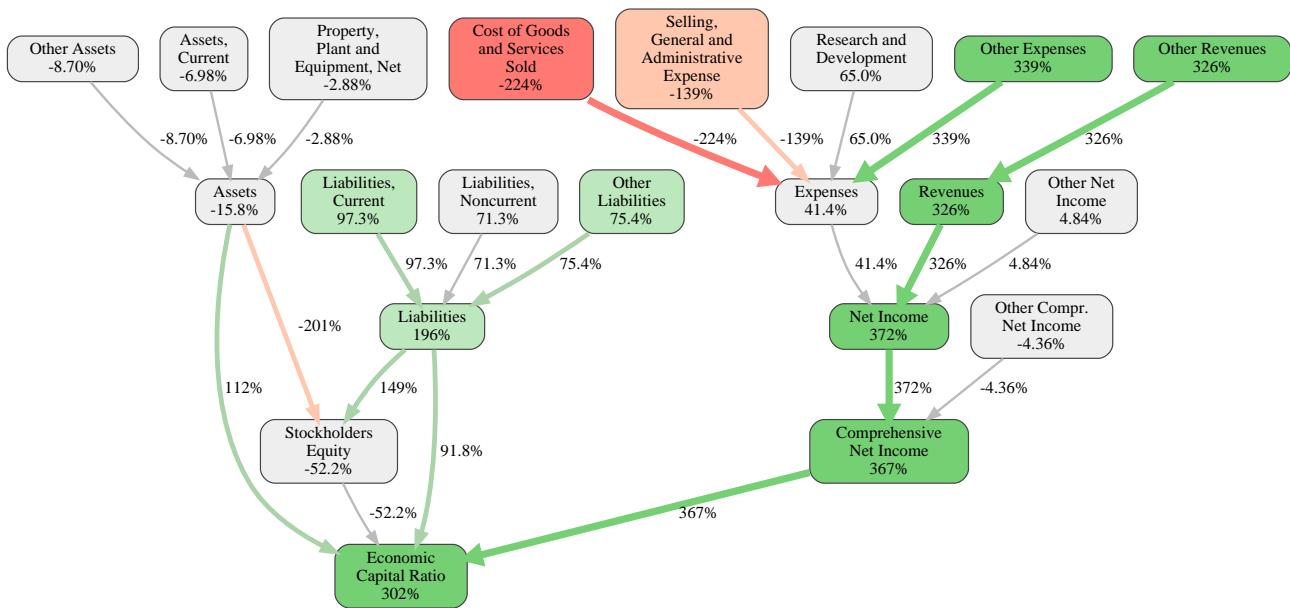 Other Assets
-8.70%
Assets,
Current
-6.98%
Property,
Plant and
Equipment, Net
-2.88%
Cost of Goods
and Services
Sold
-224%
Selling,
General and
Administrative
Expense
-139%
Research and
Development
65.0%
Other Expenses
339%
Other Revenues
326%
-8.70%
-6.98%
-2.88%
-224%
-139%
65.0%
339%
326%
Assets
-15.8%
Liabilities,
Current
97.3%
Liabilities,
Noncurrent
71.3%
Other
Liabilities
75.4%
Expenses
41.4%
Revenues
326%
Other Net
Income
4.84%
97.3%
71.3%
75.4%
41.4%
326%
4.84%
-201%
Liabilities
196%
Net Income
372%
Other Compr.
Net Income
-4.36%
112%
149%
372%
-4.36%
Stockholders
Equity
-52.2%
91.8%
Comprehensive
Net Income
367%
-52.2%
367%
Economic
Capital Ratio
302%